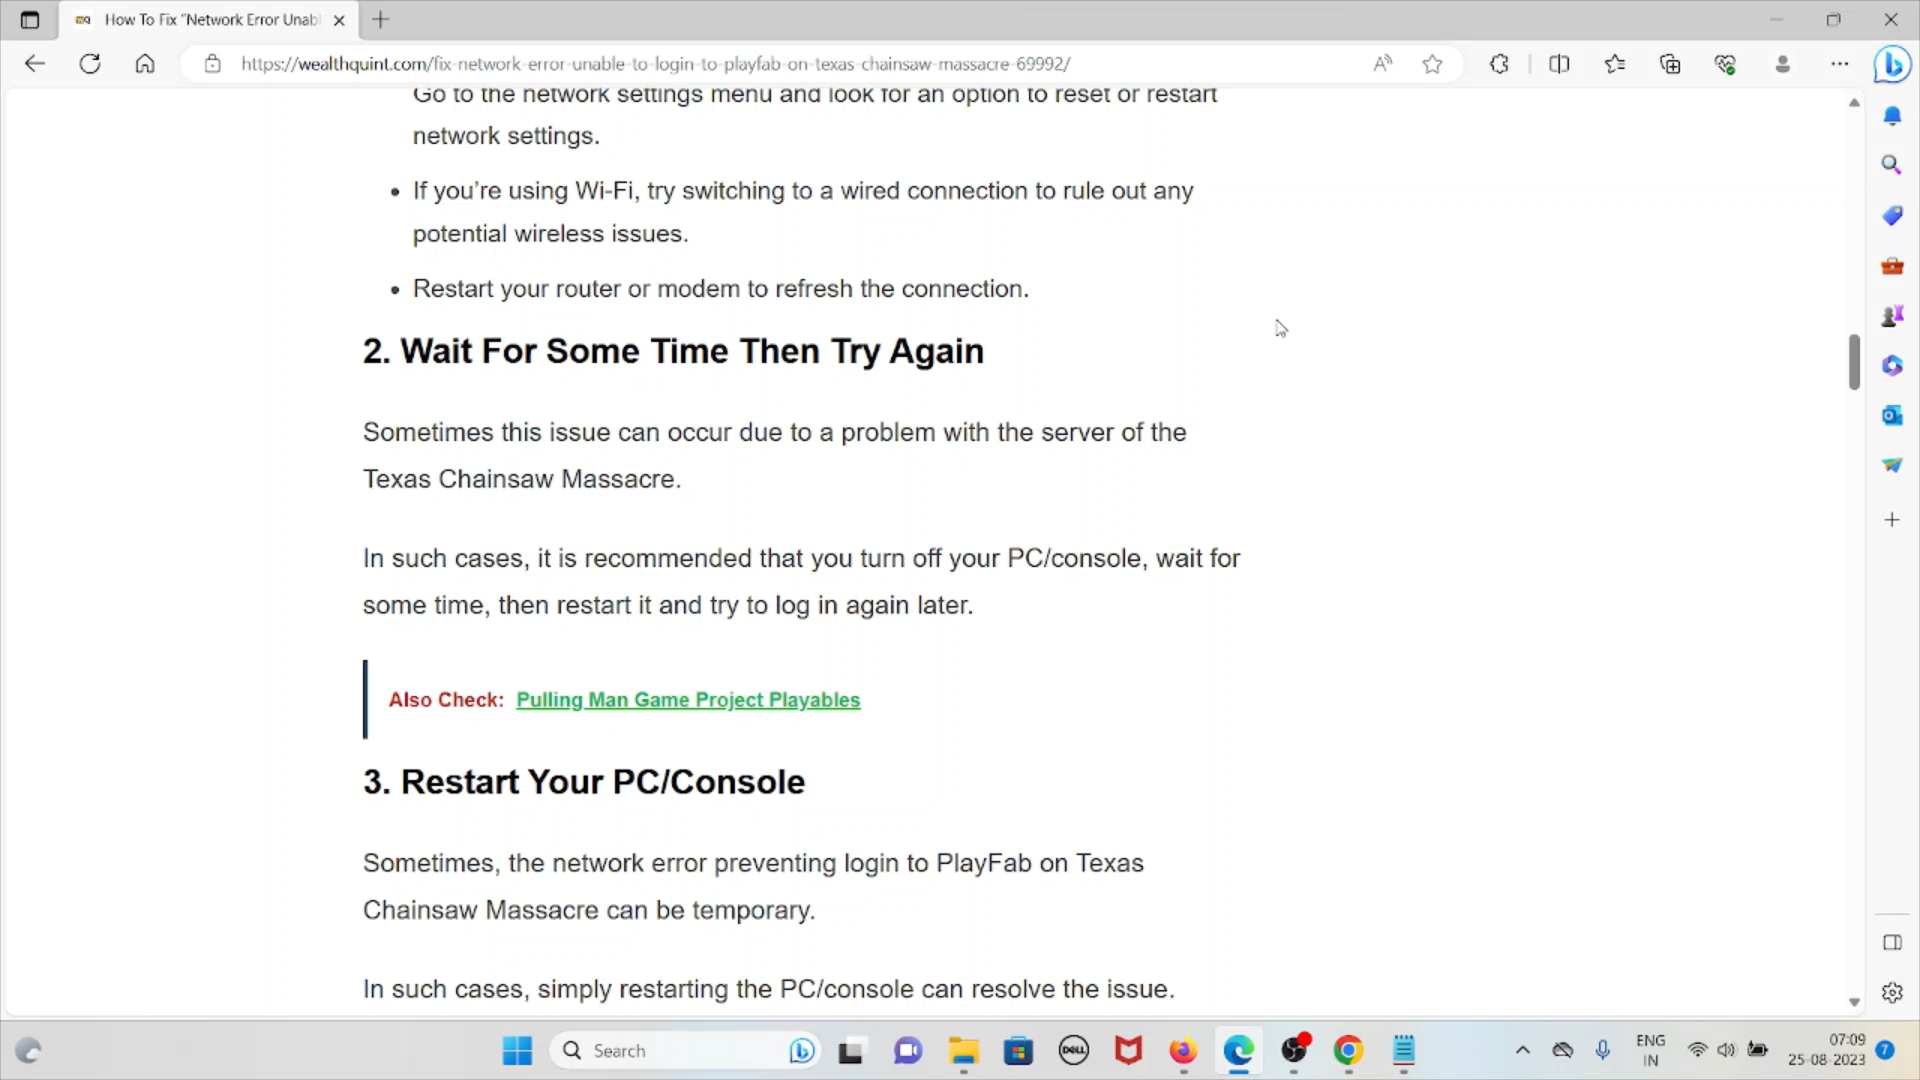 How To Fix "Network Error Unabl
https://wealthquint.com/fix-network-error-unable-to-login-to-playfab-on-texas-chainsaw-massacre-69992/
Go to the network settings menu and look for an option to reset or restart
network settings.
• If you're using Wi-Fi, try switching to a wired connection to rule out any
potential wireless issues.
• Restart your router or modem to refresh the connection.
2. Wait For Some Time Then Try Again
Sometimes this issue can occur due to a problem with the server of the
Texas Chainsaw Massacre.
In such cases, it is recommended that you turn off your PC/console, wait for
some time, then restart it and try to log in again later.
Also Check: Pulling Man Game Project Playables
3. Restart Your PC/Console
Sometimes, the network error preventing login to PlayFab on Texas
Chainsaw Massacre can be temporary.
In such cases, simply restarting the PC/console can resolve the issue.
Search
DELL
ENG
IN
07:09
25-08-2023
7